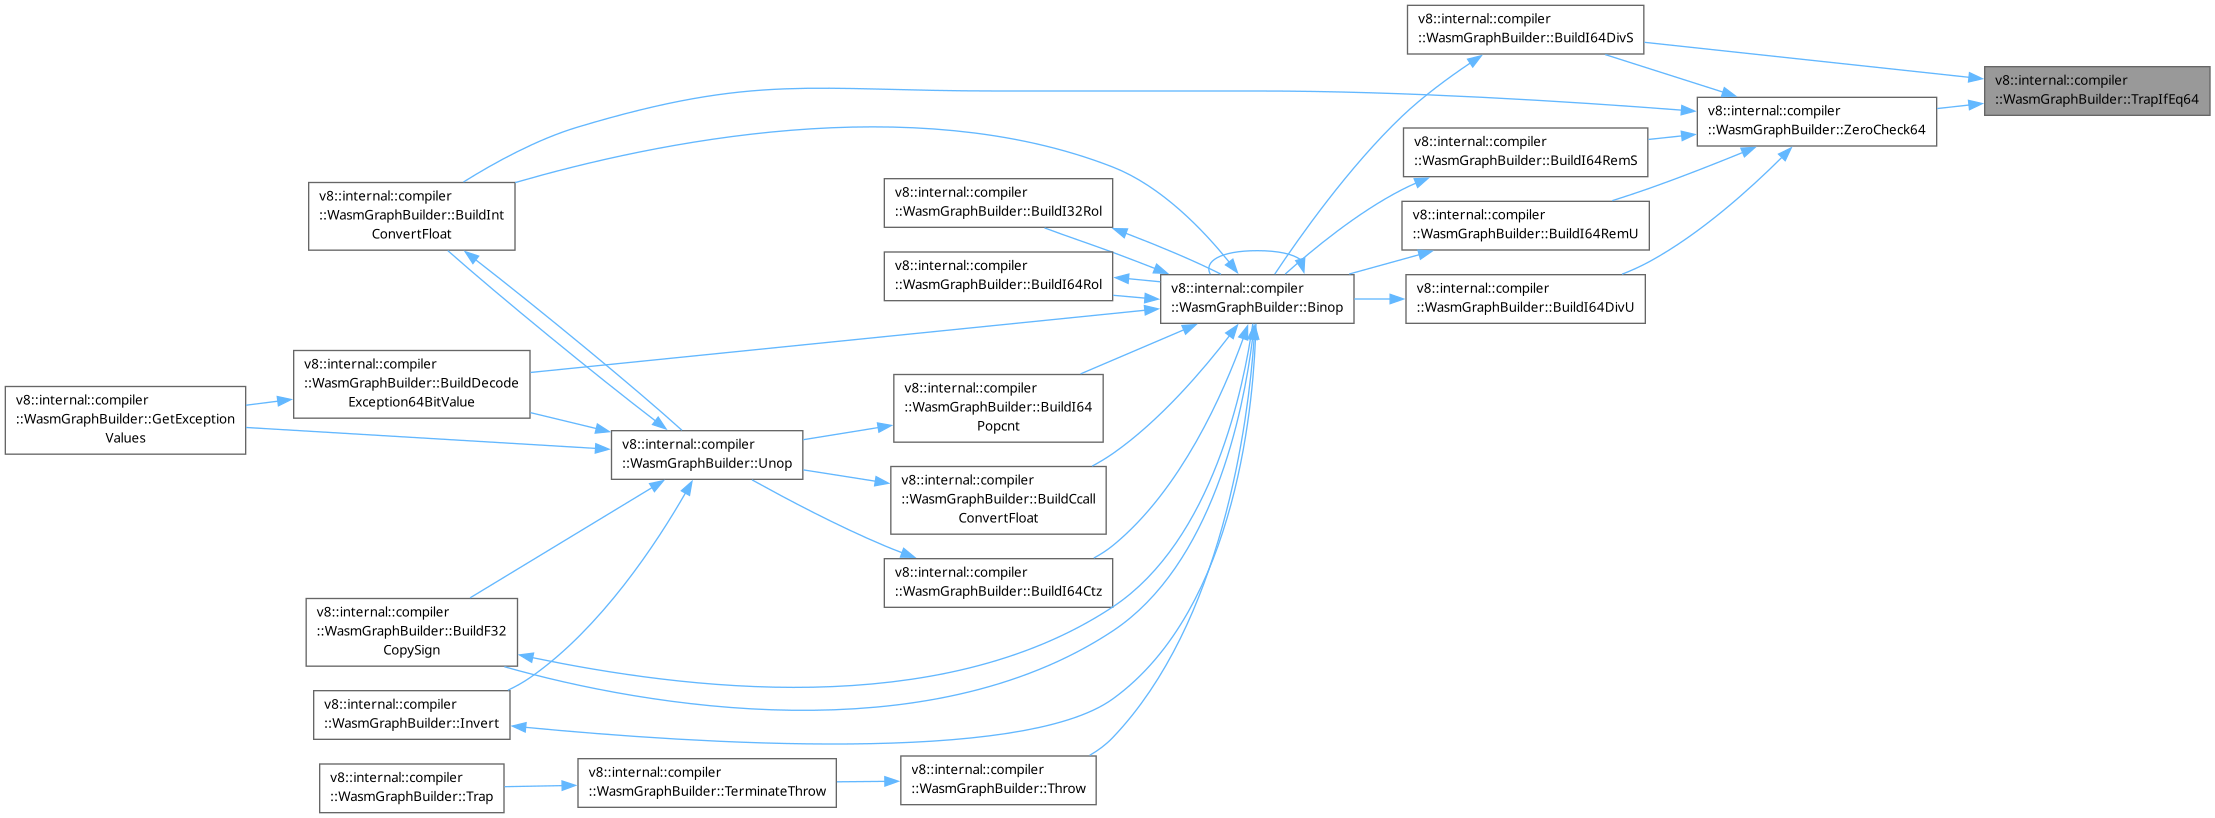 v8::internal::compiler
::WasmGraphBuilder::BuildI64DivS
v8::internal::compiler
::WasmGraphBuilder::TrapIfEq64
v8::internal::compiler
::WasmGraphBuilder::ZeroCheck64
v8::internal::compiler
::WasmGraphBuilder::BuildI64RemS
v8::internal::compiler
::WasmGraphBuilder::BuildInt
ConvertFloat
v8::internal::compiler
::WasmGraphBuilder::BuildI32Rol
v8::internal::compiler
::WasmGraphBuilder::BuildI64RemU
v8::internal::compiler
::WasmGraphBuilder::BuildI64Rol
v8::internal::compiler
::WasmGraphBuilder::Binop
v8::internal::compiler
::WasmGraphBuilder::BuildI64DivU
v8::internal::compiler
::WasmGraphBuilder::BuildDecode
Exception64BitValue
v8::internal::compiler
::WasmGraphBuilder::GetException
Values
v8::internal::compiler
::WasmGraphBuilder::BuildI64
Popcnt
v8::internal::compiler
::WasmGraphBuilder::Unop
v8::internal::compiler
::WasmGraphBuilder::BuildCcall
ConvertFloat
v8::internal::compiler
::WasmGraphBuilder::BuildI64Ctz
v8::internal::compiler
::WasmGraphBuilder::BuildF32
CopySign
v8::internal::compiler
::WasmGraphBuilder::Invert
v8::internal::compiler
::WasmGraphBuilder::Trap
v8::internal::compiler
::WasmGraphBuilder::TerminateThrow
v8::internal::compiler
::WasmGraphBuilder::Throw